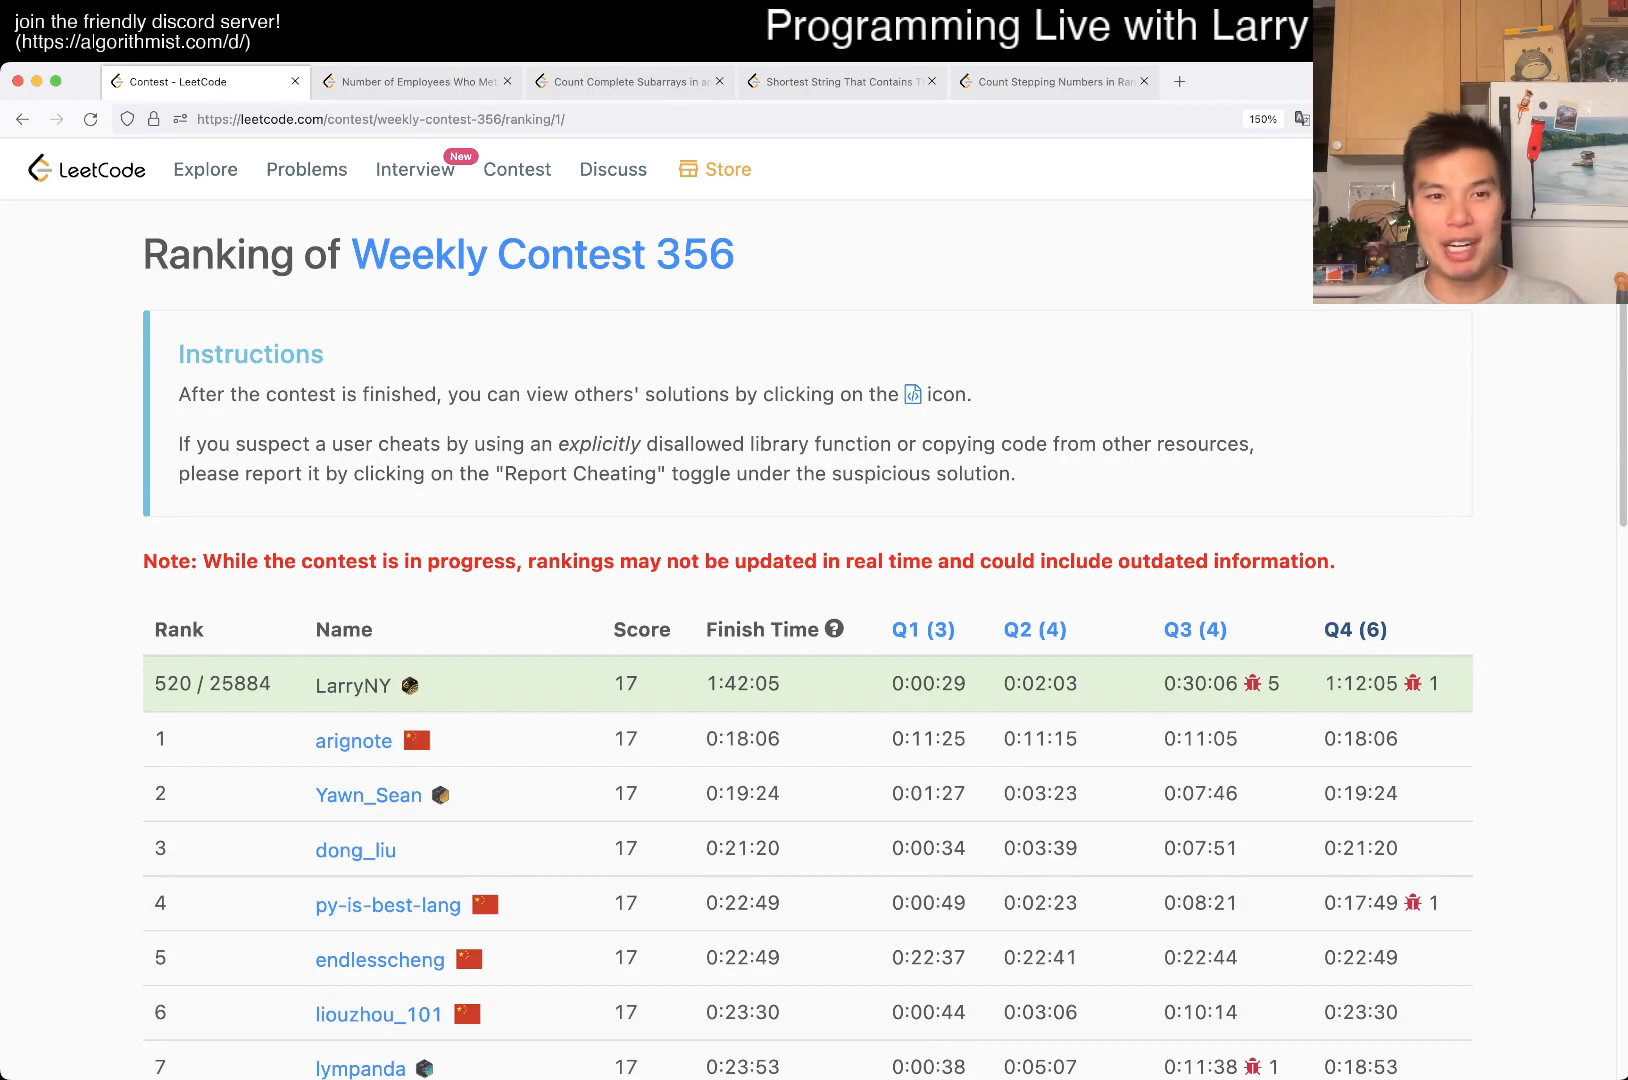 join the friendly discord server!
(https://algorithmist.com/d/)
Programming Live with Larry
Contest - LeetCode
Number of Employees Who Met
Count Complete Subarrays in an
Shortest String That Contains T
Count Stepping Numbers in Ran
https://leetcode.com/contest/weekly-contest-356/ranking/1/
150%
LeetCode
Explore
Problems
Interview
New
Contest
Discuss
Store
Ranking of Weekly Contest 356
Instructions
After the contest is finished, you can view others' solutions by clicking on the </> icon.
If you suspect a user cheats by using an explicitly disallowed library function or copying code from other resources,
please report it by clicking on the "Report Cheating" toggle under the suspicious solution.
Note: While the contest is in progress, rankings may not be updated in real time and could include outdated information.
Rank Name Score Finish Time ? Q1 (3) Q2 (4) Q3 (4) Q4 (6)
520 / 25884 LarryNY 17 1:42:05 0:00:29 0:02:03 0:30:06 5 1:12:05 1
1 arignote 17 0:18:06 0:11:25 0:11:15 0:11:05 0:18:06
2 Yawn_Sean 17 0:19:24 0:01:27 0:03:23 0:07:46 0:19:24
3 dong_liu 17 0:21:20 0:00:34 0:03:39 0:07:51 0:21:20
4 py-is-best-lang 17 0:22:49 0:00:49 0:02:23 0:08:21 0:17:49 1
5 endlesscheng 17 0:22:49 0:22:37 0:22:41 0:22:44 0:22:49
6 liouzhou_101 17 0:23:30 0:00:44 0:03:06 0:10:14 0:23:30
7 lympanda 17 0:23:53 0:00:38 0:05:07 0:11:38 1 0:18:53